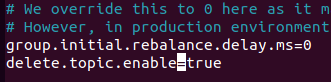 # We override this to 0 here as it m
# However, in production environment
group.initial.rebalance.delay.ms=0
delete.topic.enable=true